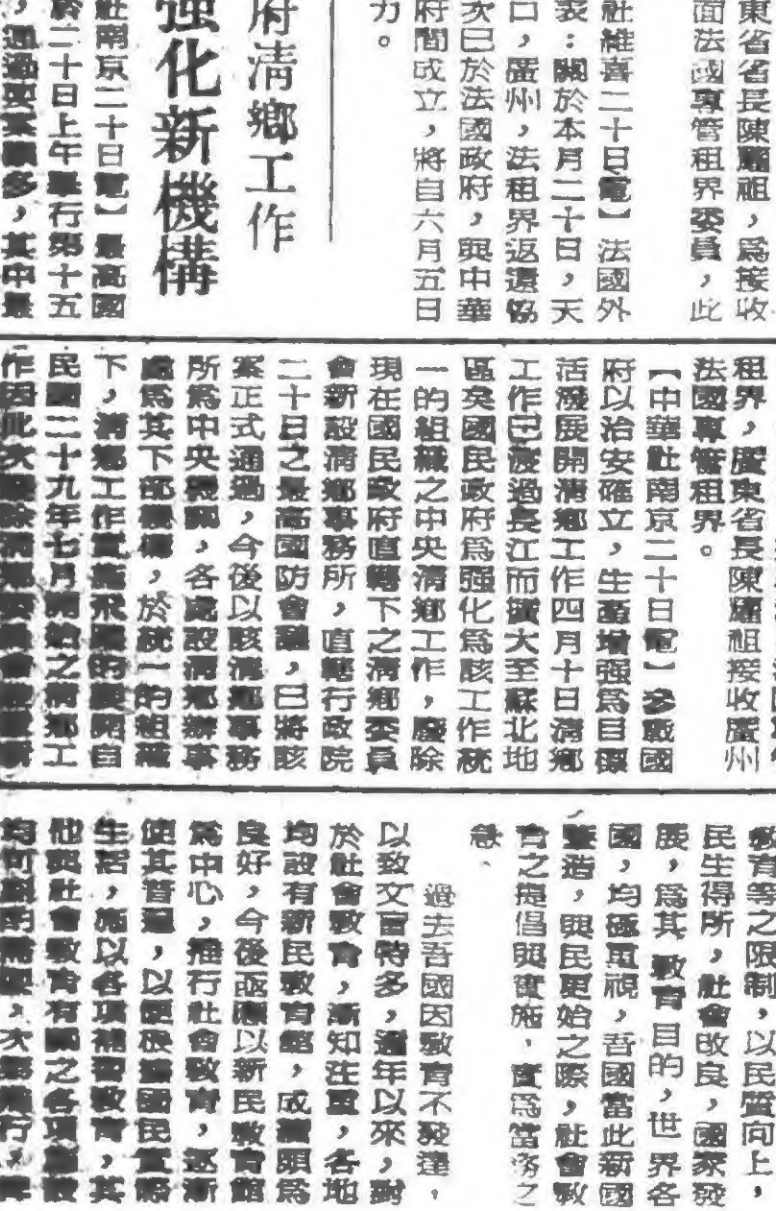 東省省長陳耀祖，爲接收
面法國專管租界委員，此
社維喜二十日電】法國外
表：關於本月二十日，天
口，廣州，法租界返還協
次已於法國政府，與中華
府間成立，將自六月五日
力。
府清鄉工作
强化新機構
社南京二十日電】最高國
於二十日上午舉行第十五
，通過要案頗多，其中最
租界，廣東省長陳耀祖接收廣州
法國專管租界。
【中華社南京二十日電】參戰國
府以治安確立，生產增强爲目標
活潑展開清鄉工作四月十日清鄉
工作已渡過長江而擴大至蘇北地
區矣國民政府爲强化爲該工作統
一的組織之中央清鄉工作，廢除
現在國民政府直轄下之清鄉委員
會新設清鄉事務所，直轄行政院
二十日之最高國防會議，已將該
案正式通過，今後以該清鄉事務
所爲中央機關，各處設清鄉辦事
處爲其下部機構，於統一的組織
下，清鄉工作實施飛躍的展開自
民國二十九年七月開始之清鄉工
作因此次廢除清鄉委員會
教育等之限制，以民質向上，
民生得所，社會改良，國家發
展，爲其教育目的，世界各
國，均極重視，吾國當此新國
肇造，與民更始之際，社會教
育之提倡與實施，實爲當務之
急、
過去吾國因敎育不發達，
以致文盲特多，邇年以來，對
於社會敎育，漸知注重，各地
均設有新民敎育館，成績頗爲
良好，今後亟應以新民敎育館
爲中心，推行社會敎育，逐漸
使其普遍，以便根據國民實際
生活，施以各項補習敎育，其
他與社會敎育有關之各項
均可